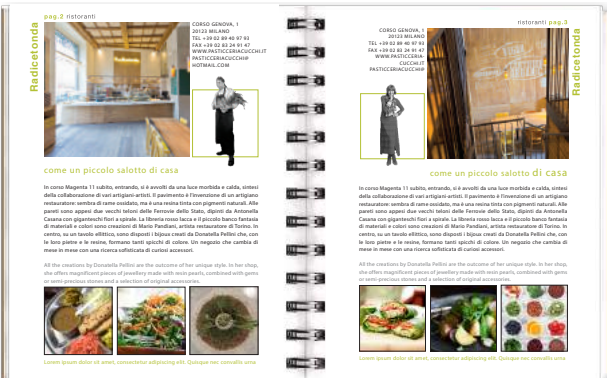 pag.2 ristoranti
Radicetonda
CORSO GENOVA, 1
20123 MILANO
TEL +39 02 89 40 97 93
FAX +39 02 83 24 91 47
WWW.PASTICCERIACUCCHI.IT
PASTICCERIACUCCHI@
HOTMAIL.COM
come un piccolo salotto di casa
In corso Magenta 11 subito, entrando, si è avvolti da una luce morbida e calda, sintesi
della collaborazione di vari artigiani-artisti. Il pavimento è l'invenzione di un artigiano
restauratore: sembra di rame ossidato, ma è una resina tinta con pigmenti naturali. Alle
pareti sono appesi due vecchi teloni delle Ferrovie dello Stato, dipinti da Antonella
Casana con giganteschi fiori a spirale. La libreria rosso lacca e il piccolo banco fantasia
di materiali e colori sono creazioni di Mario Pandiani, artista restauratore di Torino. In
centro, su un tavolo ellittico, sono disposti i bijoux creati da Donatella Pellini che, con
le loro pietre e le resine, formano tanti spicchi di colore. Un negozio che cambia di
mese in mese con una ricerca sofisticata di curiosi accessori.
All the creations by Donatella Pellini are the outcome of her unique style. In her shop,
she offers magnificent pieces of jewellery made with resin pearls, combined with gems
or semi-precious stones and a selection of original accessories.
Lorem ipsum dolor sit amet, consectetur adipiscing elit. Quisque nec convallis urna
ristoranti pag.3
Radicetonda
CORSO GENOVA, 1
20123 MILANO
TEL +39 02 89 40 97 93
FAX +39 02 83 24 91 47
WWW.PASTICCERIA-
CUCCHI.IT
PASTICCERIACUCCHI@
come un piccolo salotto di casa
In corso Magenta 11 subito, entrando, si è avvolti da una luce morbida e calda, sintesi
della collaborazione di vari artigiani-artisti. Il pavimento è l'invenzione di un artigiano
restauratore: sembra di rame ossidato, ma è una resina tinta con pigmenti naturali. Alle
pareti sono appesi due vecchi teloni delle Ferrovie dello Stato, dipinti da Antonella
Casana con giganteschi fiori a spirale. La libreria rosso lacca e il piccolo banco fantasia
di materiali e colori sono creazioni di Mario Pandiani, artista restauratore di Torino. In
centro, su un tavolo ellittico, sono disposti i bijoux creati da Donatella Pellini che, con
le loro pietre e le resine, formano tanti spicchi di colore. Un negozio che cambia di
mese in mese con una ricerca sofisticata di curiosi accessori.
All the creations by Donatella Pellini are the outcome of her unique style. In her shop,
she offers magnificent pieces of jewellery made with resin pearls, combined with gems
or semi-precious stones and a selection of original accessories.
Lorem ipsum dolor sit amet, consectetur adipiscing elit. Quisque nec convallis urna